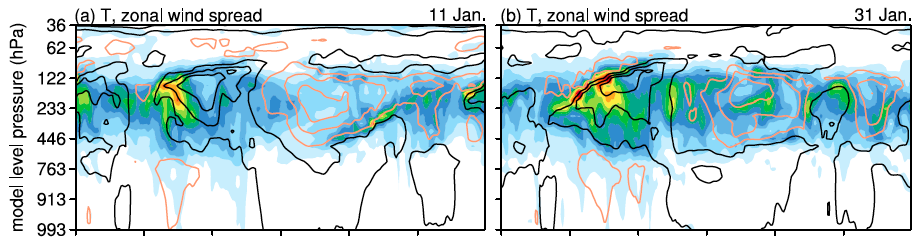 (a) T, zonal wind spread 11 Jan.
(b) T, zonal wind spread 31 Jan.
model level pressure (hPa)
36
62
122
233
446
763
913
993